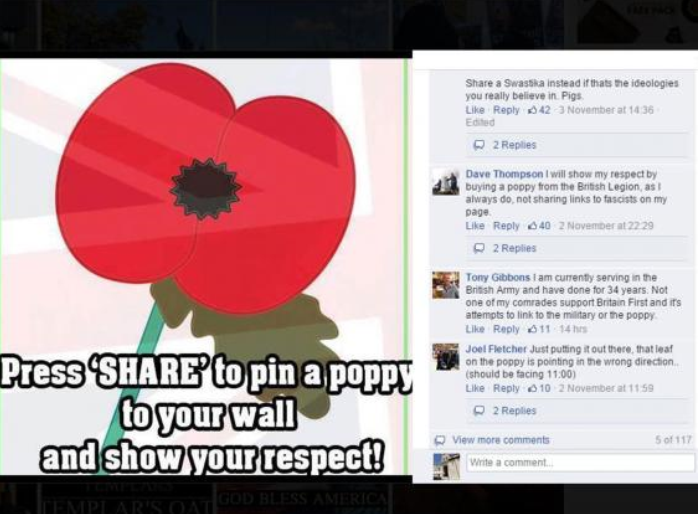 FREE PACK
Press 'SHARE' to pin a poppy
to your wall
and show your respect!
Share a Swastika instead if thats the ideologies
you really believe in. Pigs.
Like · Reply · 42 · 3 November at 14:36 ·
Edited
2 Replies
Dave Thompson I will show my respect by
buying a poppy from the British Legion, as I
always do, not sharing links to fascists on my
page.
Like · Reply · 40 · 2 November at 22:29
2 Replies
Tony Gibbons I am currently serving in the
British Army and have done for 34 years. Not
one of my comrades support Britain First and it's
attempts to link to the military or the poppy.
Like · Reply · 11 · 14 hrs
Joel Fletcher Just putting it out there, that leaf
on the poppy is pointing in the wrong direction..
(should be facing 11:00)
Like · Reply · 10 · 2 November at 11:59
2 Replies
View more comments 5 of 117
Write a comment...
TEMPLAR'S OAT
GOD BLESS AMERICA